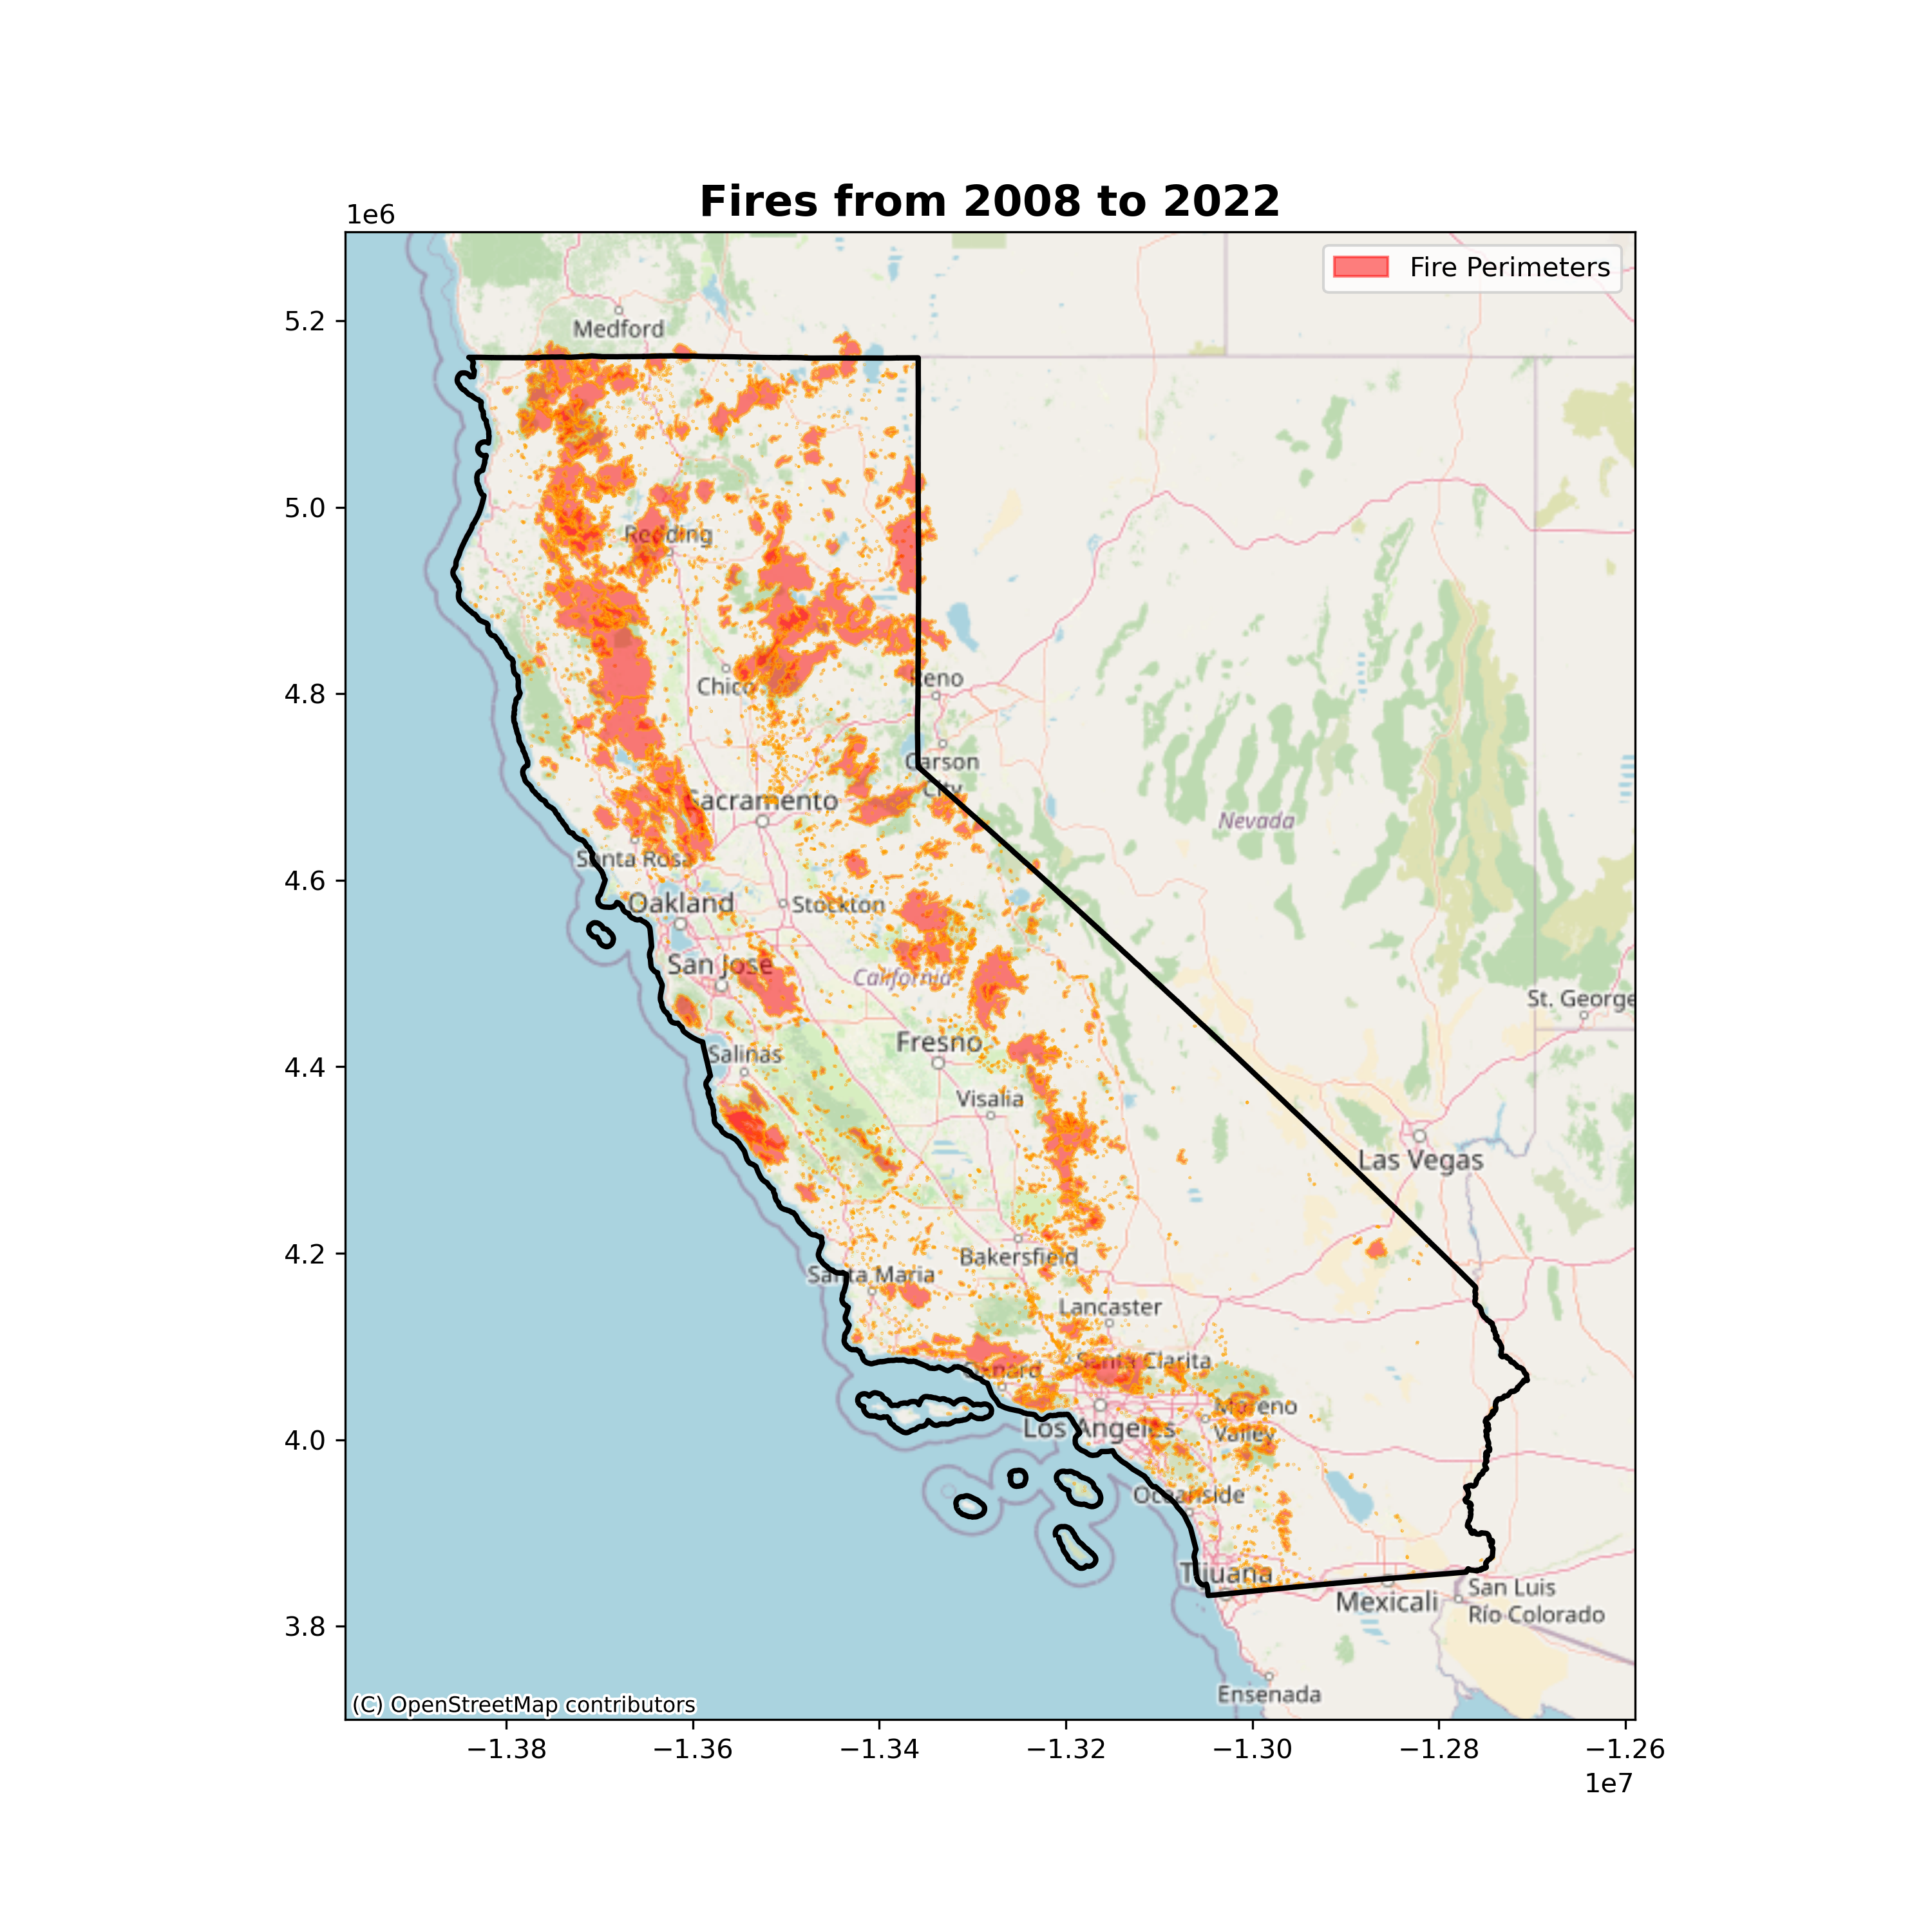 Fires from 2008 to 2022
1e6
Fire Perimeters
5.2
5.0
4.8
4.6
4.4
4.2
4.0
3.8
Medford
Redding
Chico
Reno
Carson
City
Sacramento
Nevada
Santa Rosa
Oakland
Stockton
San Jose
California
St. George
Fresno
Salinas
Visalia
Las Vegas
Bakersfield
Santa Maria
Lancaster
Santa Clarita
Oxnard
Moreno
Valley
Los Angeles
Oceanside
Tijuana
Mexicali
San Luis
Río Colorado
Ensenada
(C) OpenStreetMap contributors
−1.38
−1.36
−1.34
−1.32
−1.30
−1.28
−1.26
1e7